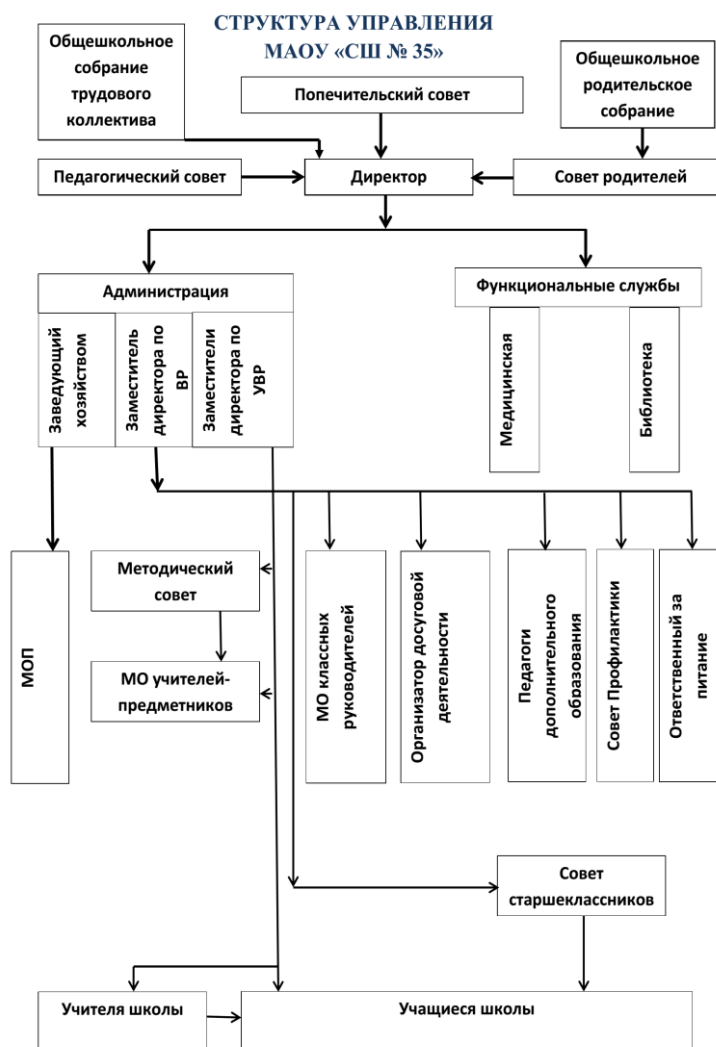 СТРУКТУРА УПРАВЛЕНИЯ
МАОУ «СШ № 35»
Общешкольное
собрание
трудового
коллектива
Попечительский совет
Общешкольное
родительское
собрание
Педагогический совет
Директор
Совет родителей
Администрация
Функциональные службы
Заведующий
хозяйством
Заместитель
директора по
ВР
Заместители
директора по
УВР
Медицинская
Библиотека
МОП
Методический
совет
МО учителей-
предметников
МО классных
руководителей
Организатор досуговой
деятельности
Педагоги
дополнительного
образования
Совет Профилактики
Ответственный за
питание
Совет
старшеклассников
Учителя школы
Учащиеся школы